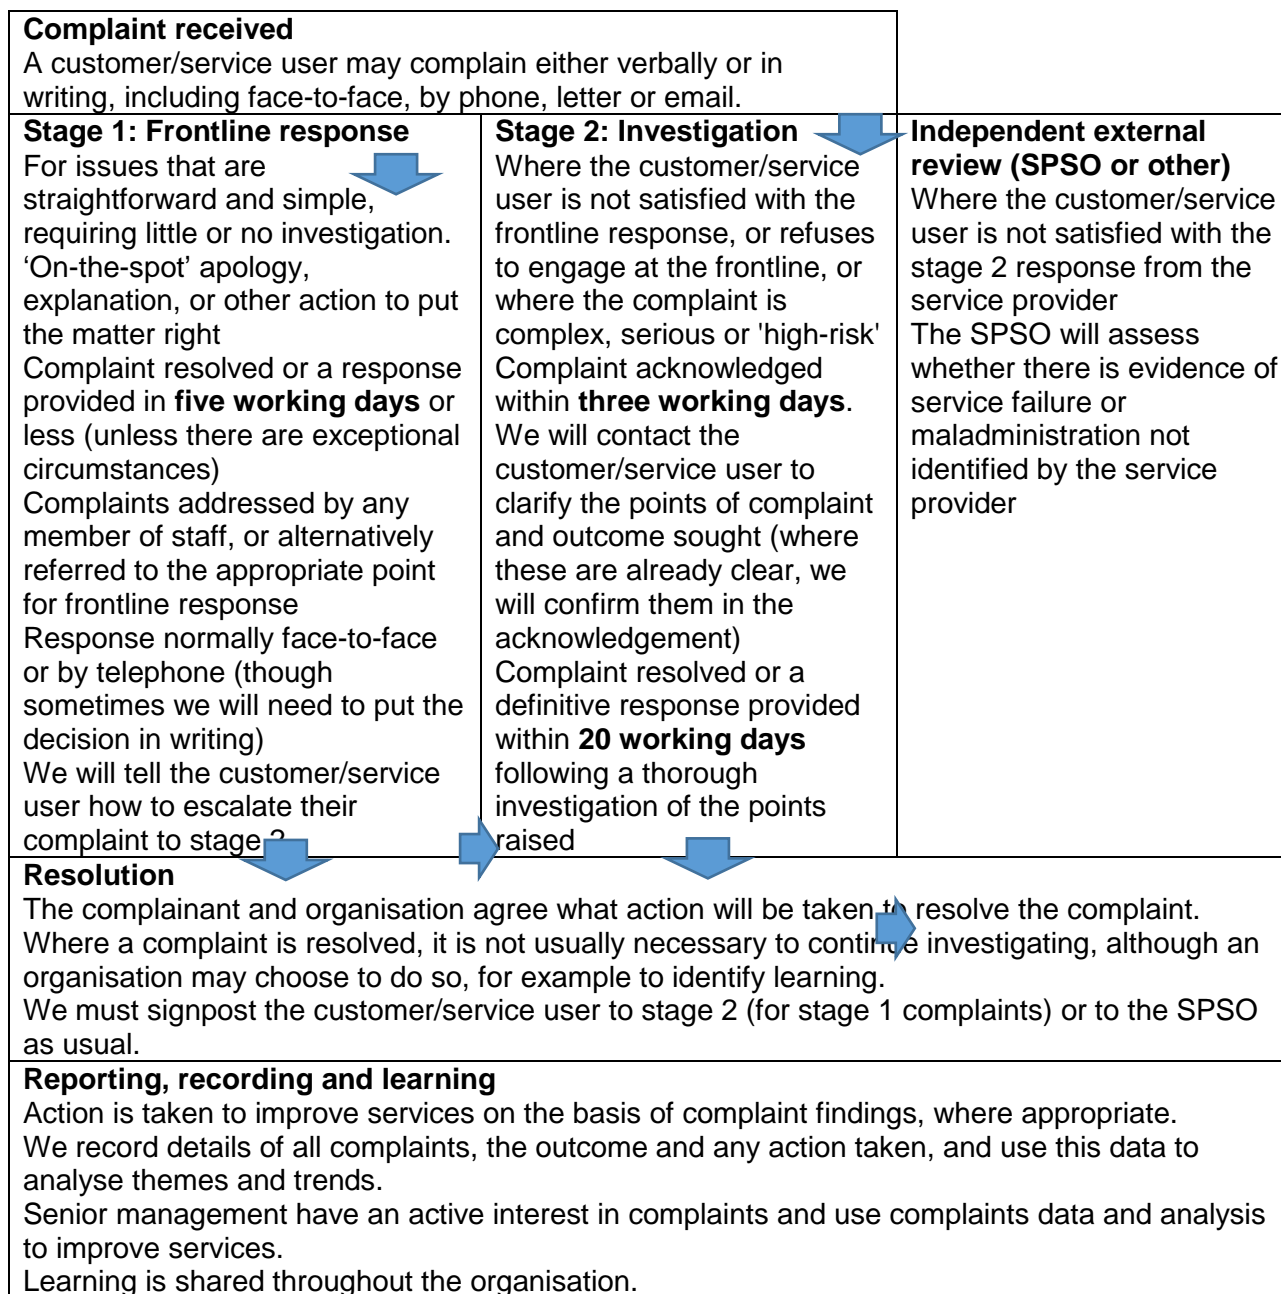 Complaint received
A customer/service user may complain either verbally or in
writing, including face-to-face, by phone, letter or email.
Stage 1: Frontline response
For issues that are
straightforward and simple,
requiring little or no investigation.
‘On-the-spot’ apology,
explanation, or other action to put
the matter right
Complaint resolved or a response
provided in five working days or
less (unless there are exceptional
circumstances)
Complaints addressed by any
member of staff, or alternatively
referred to the appropriate point
for frontline response
Response normally face-to-face
or by telephone (though
sometimes we will need to put the
decision in writing)
We will tell the customer/service
user how to escalate their
complaint to stage 2
Stage 2: Investigation
Where the customer/service
user is not satisfied with the
frontline response, or refuses
to engage at the frontline, or
where the complaint is
complex, serious or 'high-risk'
Complaint acknowledged
within three working days.
We will contact the
customer/service user to
clarify the points of complaint
and outcome sought (where
these are already clear, we
will confirm them in the
acknowledgement)
Complaint resolved or a
definitive response provided
within 20 working days
following a thorough
investigation of the points
raised
Independent external
review (SPSO or other)
Where the customer/service
user is not satisfied with the
stage 2 response from the
service provider
The SPSO will assess
whether there is evidence of
service failure or
maladministration not
identified by the service
provider
Resolution
The complainant and organisation agree what action will be taken to resolve the complaint.
Where a complaint is resolved, it is not usually necessary to continue investigating, although an
organisation may choose to do so, for example to identify learning.
We must signpost the customer/service user to stage 2 (for stage 1 complaints) or to the SPSO
as usual.
Reporting, recording and learning
Action is taken to improve services on the basis of complaint findings, where appropriate.
We record details of all complaints, the outcome and any action taken, and use this data to
analyse themes and trends.
Senior management have an active interest in complaints and use complaints data and analysis
to improve services.
Learning is shared throughout the organisation.